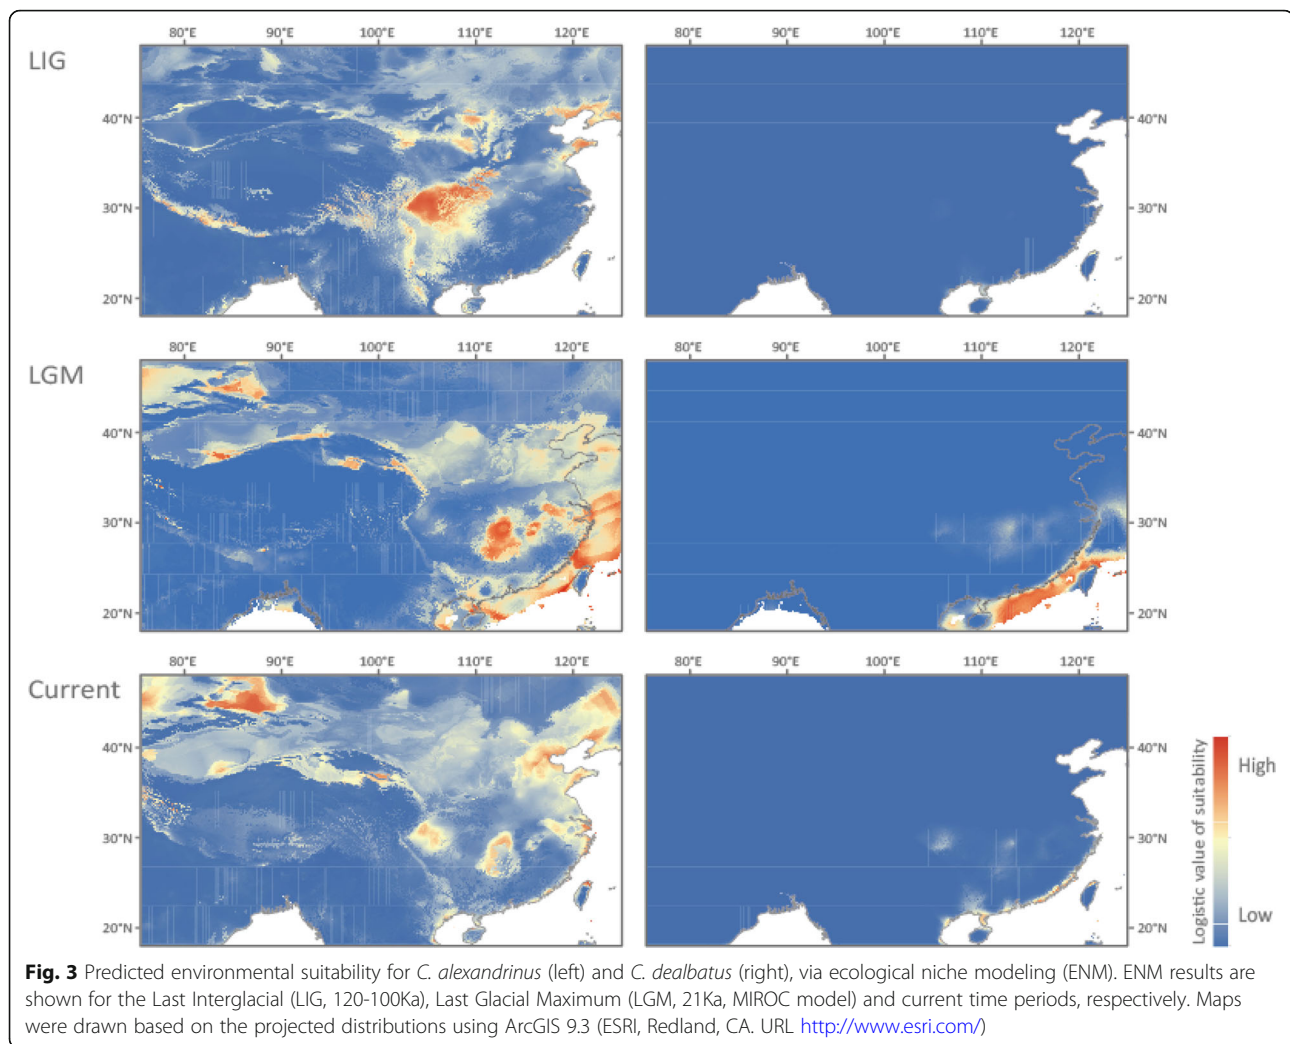 80°E 90°E 100°E 110°E 120°E 80°E 90°E 100°E 110°E 120°E
LIG
40°N 40°N
30°N 30°N
20°N 20°N
80°E 90°E 100°E 110°E 120°E 80°E 90°E 100°E 110°E 120°E
LGM
40°N 40°N
30°N 30°N
20°N 20°N
80°E 90°E 100°E 110°E 120°E 80°E 90°E 100°E 110°E 120°E
Current
40°N 40°N
30°N 30°N
20°N 20°N
Logistic value of suitability
High
Low
Fig. 3 Predicted environmental suitability for C. alexandrinus (left) and C. dealbatus (right), via ecological niche modeling (ENM). ENM results are
shown for the Last Interglacial (LIG, 120-100Ka), Last Glacial Maximum (LGM, 21Ka, MIROC model) and current time periods, respectively. Maps
were drawn based on the projected distributions using ArcGIS 9.3 (ESRI, Redland, CA. URL http://www.esri.com/)